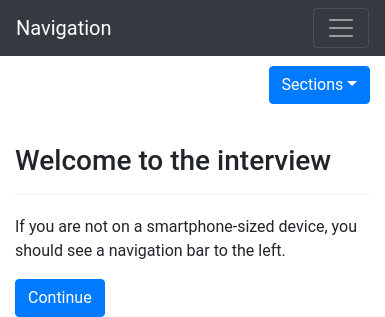 Navigation
Sections
Welcome to the interview
If you are not on a smartphone-sized device, you
should see a navigation bar to the left.
Continue